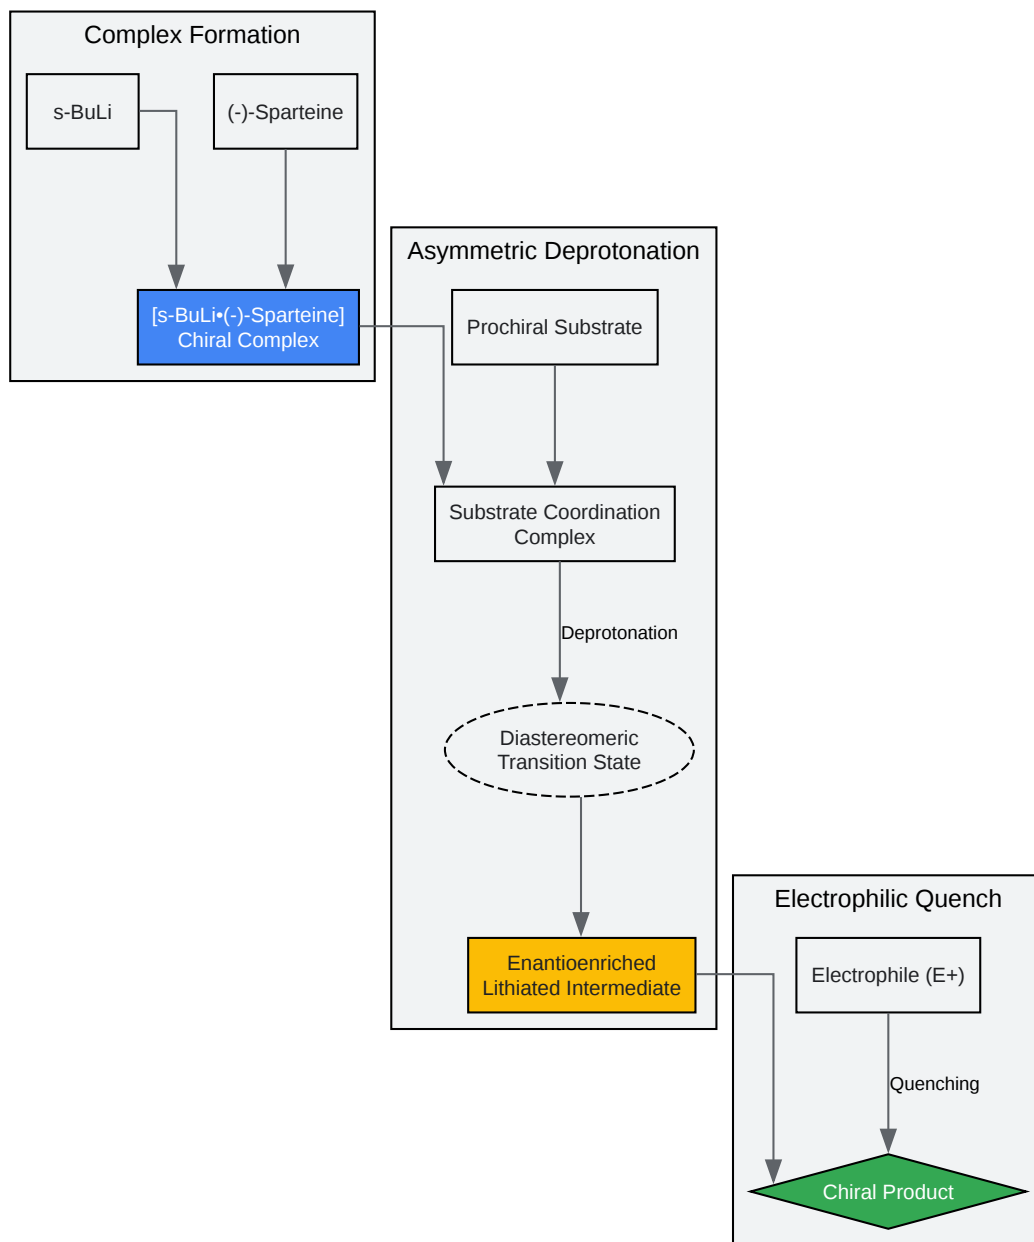 Complex Formation
s-BuLi
(-)-Sparteine
[s-BuLi•(-)-Sparteine]
Chiral Complex
Asymmetric Deprotonation
Prochiral Substrate
Substrate Coordination
Complex
Deprotonation
Diastereomeric
Transition State
Enantioenriched
Lithiated Intermediate
Electrophilic Quench
Electrophile (E+)
Quenching
Chiral Product